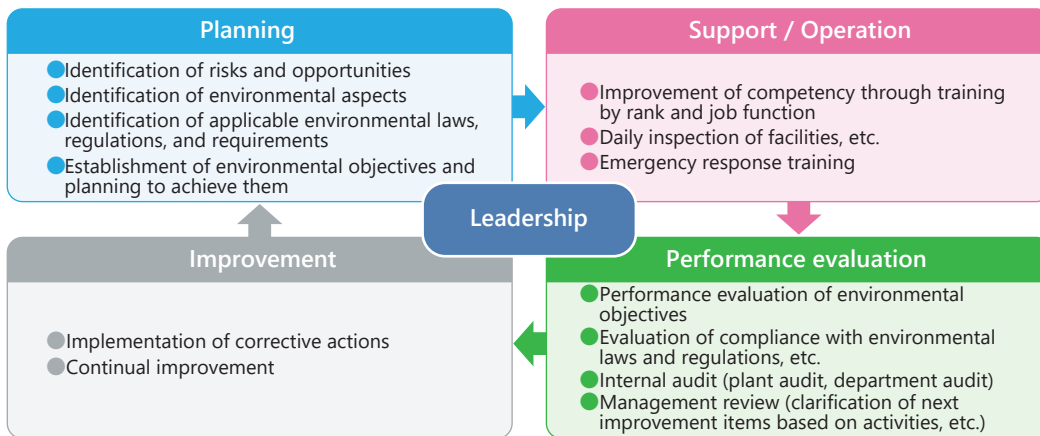 Planning
●Identification of risks and opportunities
●Identification of environmental aspects
●Identification of applicable environmental laws,
regulations, and requirements
●Establishment of environmental objectives and
planning to achieve them
Support / Operation
●Improvement of competency through training
by rank and job function
●Daily inspection of facilities, etc.
●Emergency response training
Leadership
Improvement
●Implementation of corrective actions
●Continual improvement
Performance evaluation
●Performance evaluation of environmental
objectives
●Evaluation of compliance with environmental
laws and regulations, etc.
●Internal audit (plant audit, department audit)
●Management review (clarification of next
improvement items based on activities, etc.)